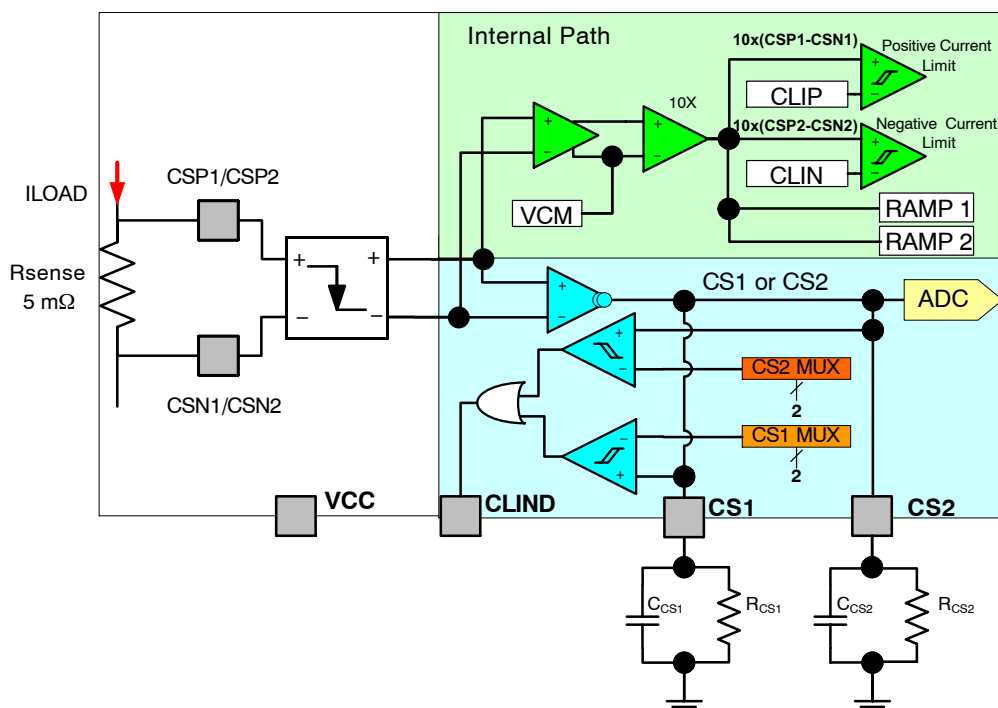 Internal Path
10x(CSP1-CSN1)
Positive Current
Limit
+
−
CLIP
10X
10x(CSP2-CSN2)
Negative Current
Limit
+
−
CLIN
+
−
+
−
VCM
RAMP 1
RAMP 2
ILOAD
CSP1/CSP2
Rsense
5 mΩ
+
+
−
−
CSN1/CSN2
+
−
CS1 or CS2
ADC
+
−
CS2 MUX
2
−
+
CS1 MUX
2
VCC
CLIND
CS1
CS2
CCS1
RCS1
CCS2
RCS2